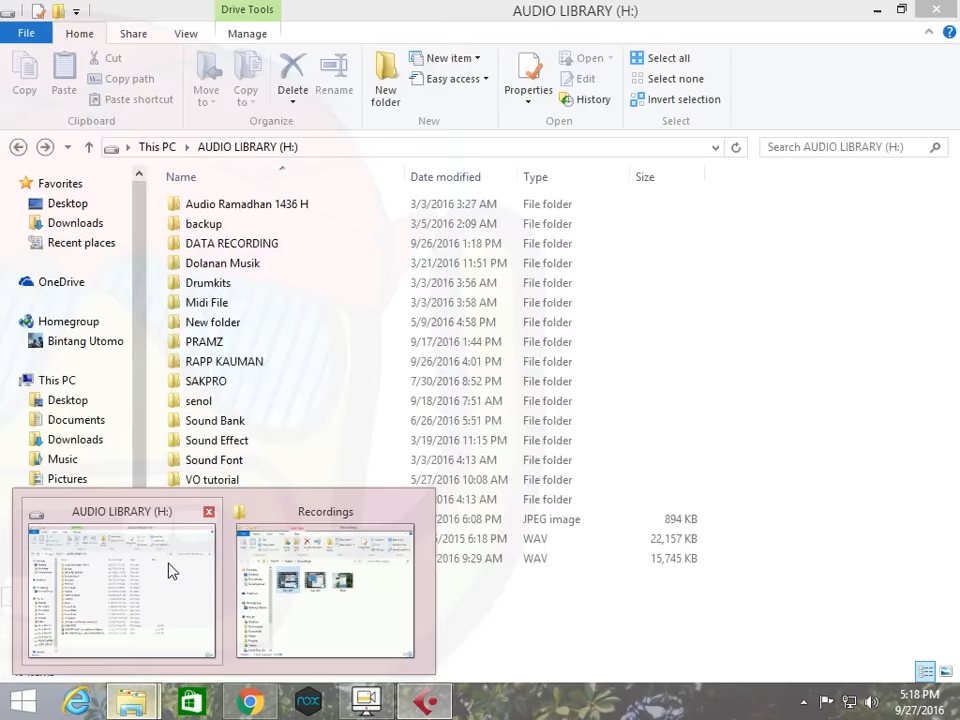 Drive Tools
AUDIO LIBRARY (H:)
File
Home
Share
View
Manage
Copy
Paste
Cut
Copy path
Paste shortcut
Clipboard
Move to
Copy to
Delete
Rename
Organize
New folder
New item
Easy access
New
Properties
Open
Edit
History
Open
Select all
Select none
Invert selection
Select
This PC
AUDIO LIBRARY (H:)
Search AUDIO LIBRARY (H:)
Favorites
Desktop
Downloads
Recent places
OneDrive
Homegroup
Bintang Utomo
This PC
Desktop
Documents
Downloads
Music
Pictures
Name Date modified Type Size
Audio Ramadhan 1436 H 3/3/2016 3:27 AM File folder
backup 3/5/2016 2:09 AM File folder
DATA RECORDING 9/26/2016 1:18 PM File folder
Dolanan Musik 3/21/2016 11:51 PM File folder
Drumkits 3/3/2016 3:56 AM File folder
Midi File 3/3/2016 3:58 AM File folder
New folder 5/9/2016 4:58 PM File folder
PRAMZ 9/17/2016 1:44 PM File folder
RAPP KAUMAN 9/26/2016 4:01 PM File folder
SAKPRO 7/30/2016 8:52 PM File folder
senol 9/18/2016 7:51 AM File folder
Sound Bank 6/26/2016 5:51 PM File folder
Sound Effect 3/19/2016 11:15 PM File folder
Sound Font 3/3/2016 4:13 AM File folder
VO tutorial 5/27/2016 10:08 AM File folder
4:13 AM File folder
6:08 PM JPEG image 894 KB
2015 6:18 PM WAV 22,157 KB
9:29 AM WAV 15,745 KB
AUDIO LIBRARY (H:)
Recordings
nox
5:18 PM
9/27/2016